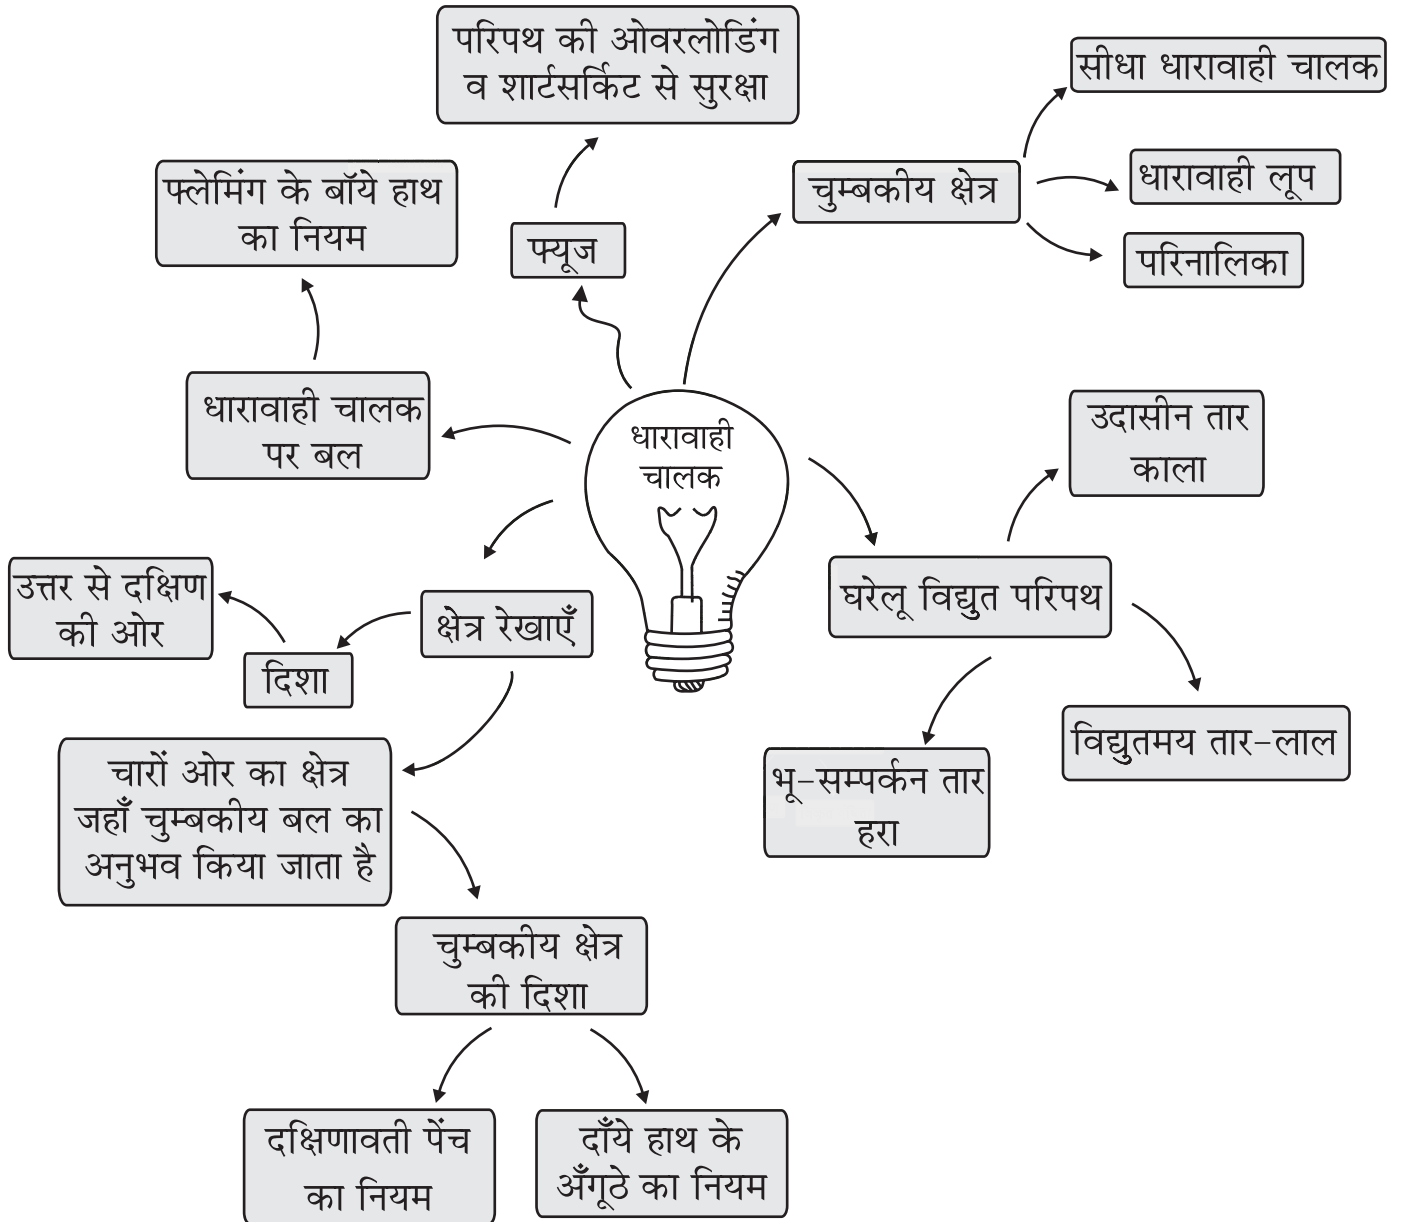 परिपथ की ओवरलोडिंग
व शार्टसर्किट से सुरक्षा
सीधा धारावाही चालक
फ्लेमिंग के बॉये हाथ
का नियम
फ्यूज
चुम्बकीय क्षेत्र
धारावाही लूप
परिनालिका
धारावाही चालक
पर बल
धारावाही
चालक
उदासीन तार
काला
उत्तर से दक्षिण
की ओर
क्षेत्र रेखाएँ
दिशा
घरेलू विद्युत परिपथ
चारों ओर का क्षेत्र
जहाँ चुम्बकीय बल का
अनुभव किया जाता है
भू-सम्पर्कन तार
हरा
विद्युतमय तार-लाल
चुम्बकीय क्षेत्र
की दिशा
दक्षिणावती पेंच
का नियम
दाँये हाथ के
अँगूठे का नियम